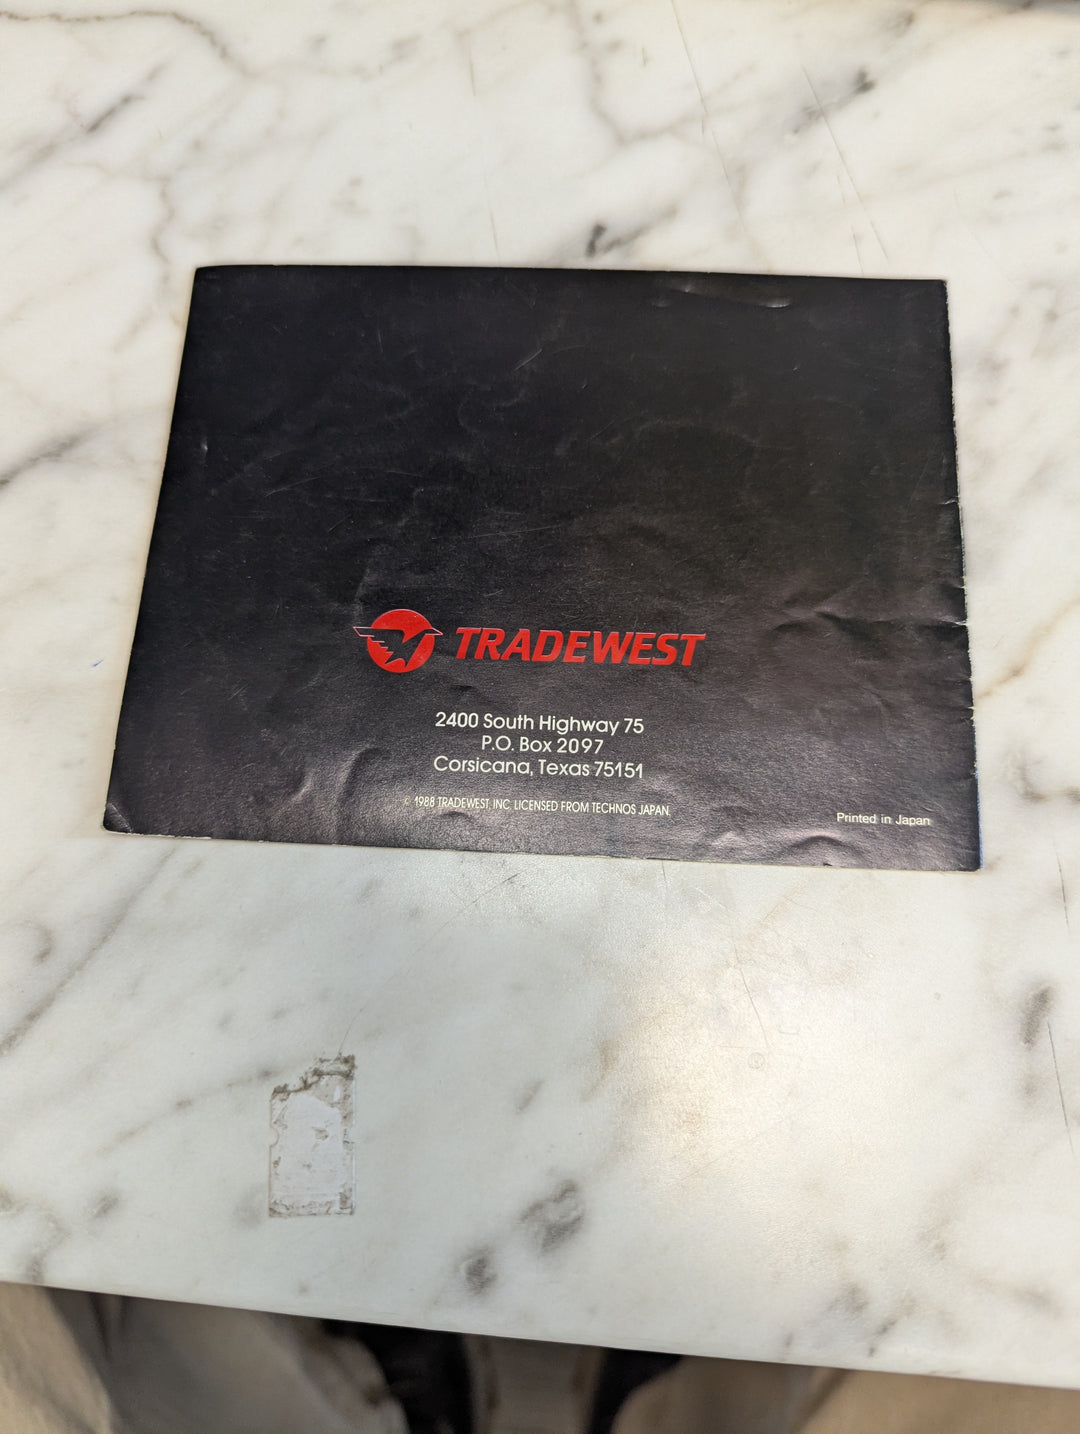 TRADEWEST
2400 South Highway 75
P.O. Box 2097
Corsicana, Texas 75151
© 1988 TRADEWEST, INC. LICENSED FROM TECHNOS JAPAN.
Printed in Japan